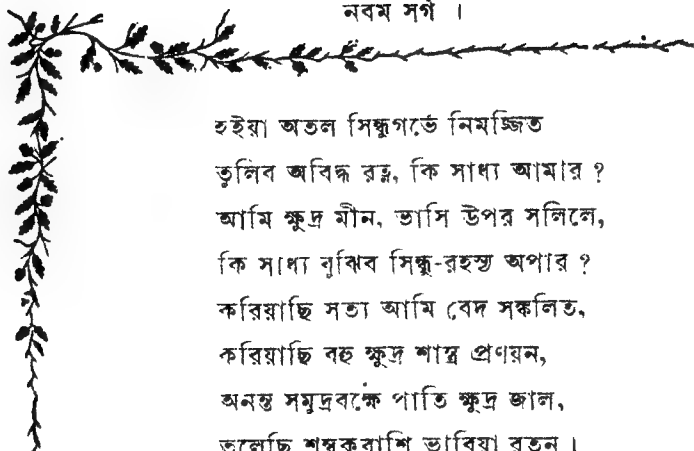 নবম সর্গ ।
হইয়া অতল সিন্ধুগর্ভে নিমজ্জিত
তুলিব অবিদ্ধ রত্ন, কি সাধ্য আমার ?
আমি ক্ষুদ্র মীন, ভাসি উপর সলিলে,
কি সাধ্য বুঝিব সিন্ধু-রহস্য অপার ?
করিয়াছি সত্য আমি বেদ সঙ্কলিত,
করিয়াছি বহু ক্ষুদ্র শাস্ত্র প্রণয়ন,
অনন্ত সমুদ্রবক্ষে পাতি ক্ষুদ্র জাল,
তুলেছি শম্বুকরাশি ভাবিয়া রতন ।